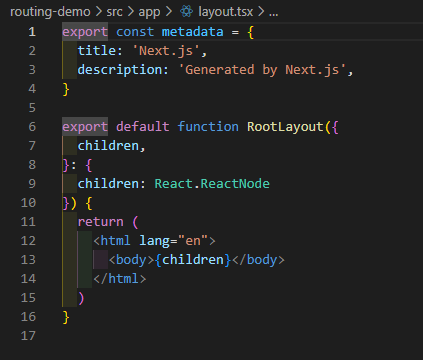 routing-demo > src > app > layout.tsx > ...
1 export const metadata = {
2   title: 'Next.js',
3   description: 'Generated by Next.js',
4 }
5
6 export default function RootLayout({
7   children,
8 }: {
9   children: React.ReactNode
10 }) {
11   return (
12     <html lang="en">
13       <body>{children}</body>
14     </html>
15   )
16 }
17